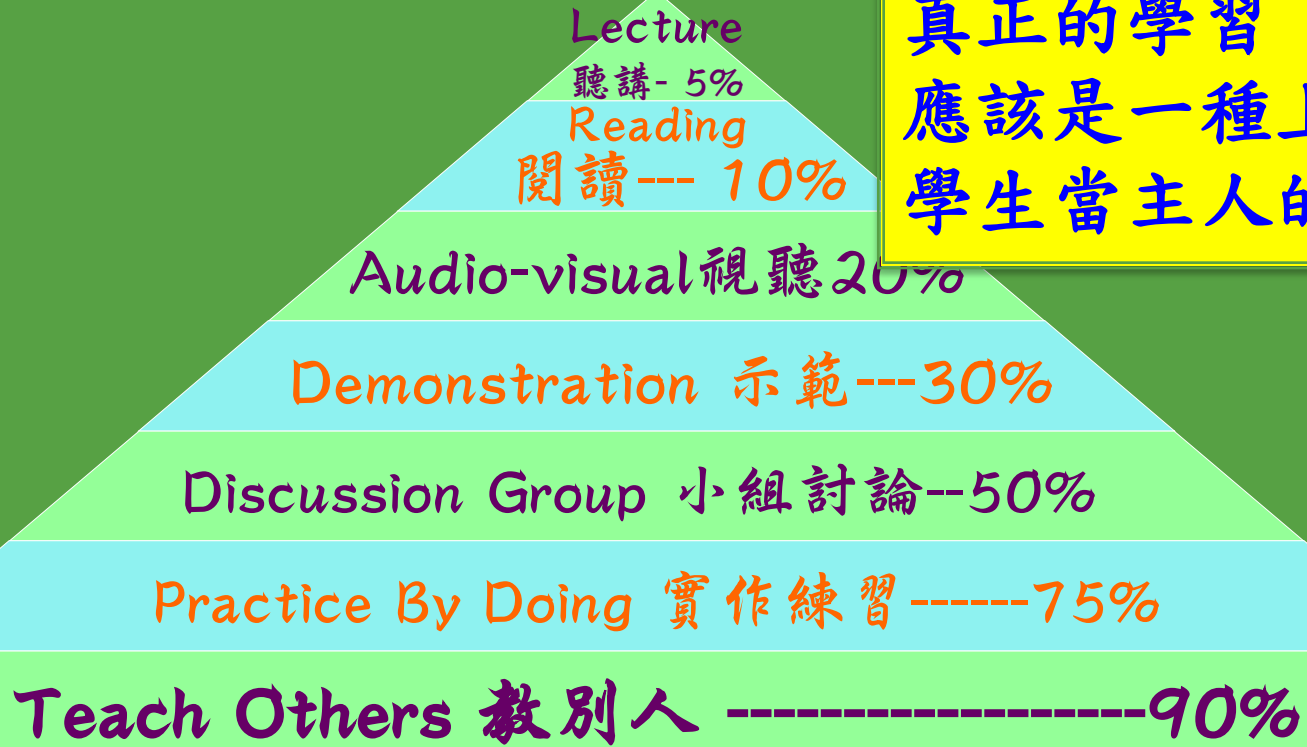 Lecture
聽講- 5%
Reading
閱讀--- 10%
Audio-visual視聽20%
Demonstration 示範---30%
Discussion Group 小組討論--50%
Practice By Doing 實作練習------75%
Teach Others 教別人 ------------------90%
真正的學習
應該是一種
學生當主人的